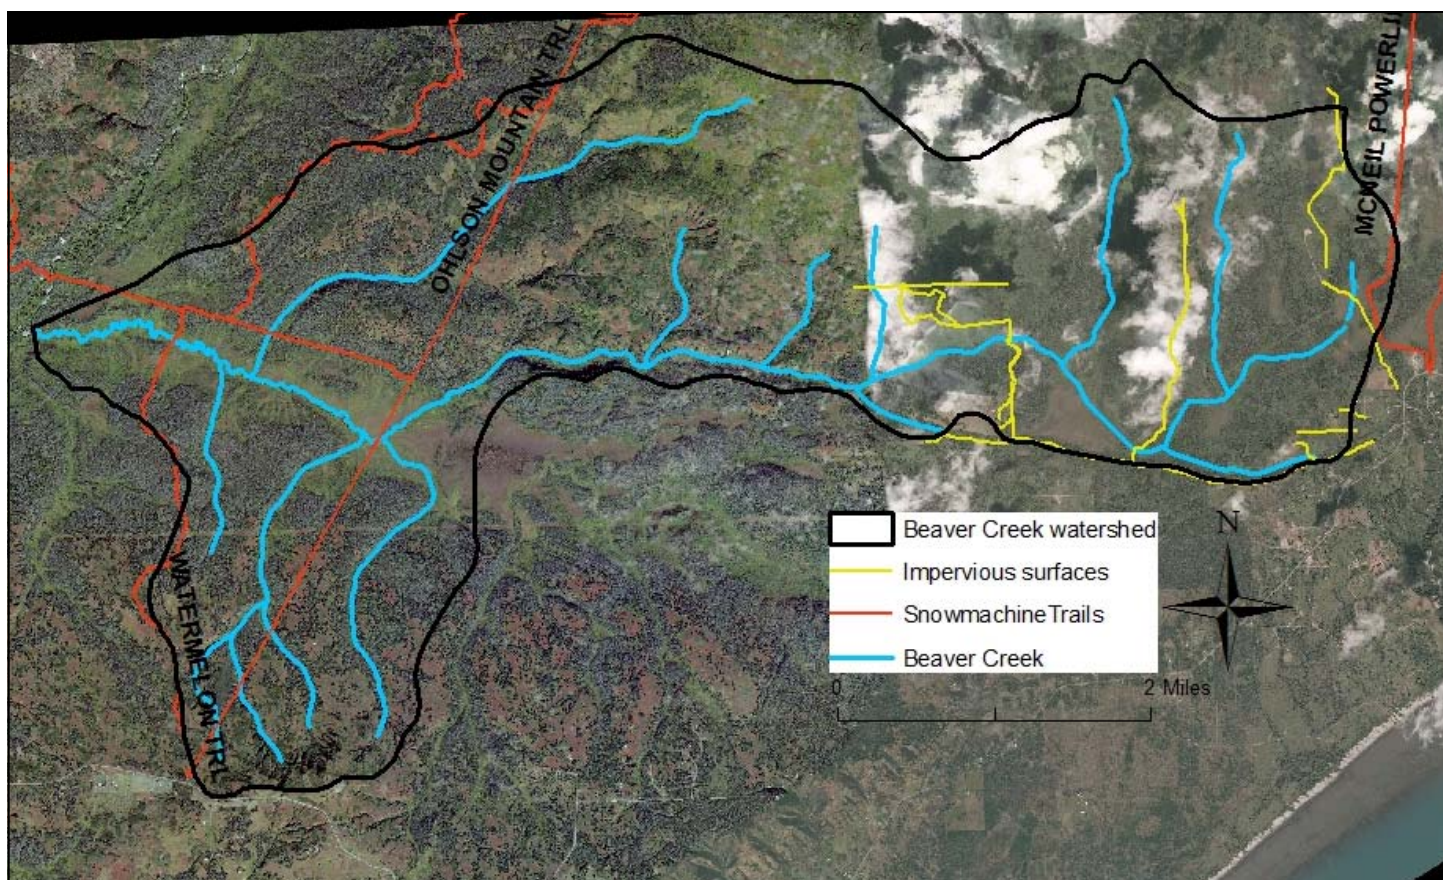 OHLSON MOUNTAIN TRL
MCNEIL POWERLI
WATERMELON TRL
N
Beaver Creek watershed
Impervious surfaces
Snowmachine Trails
Beaver Creek
0 2 Miles